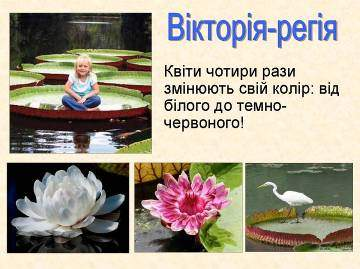 Вікторія-регія
Квіти чотири рази
змінюють свій колір: від
білого до темно-
червоного!